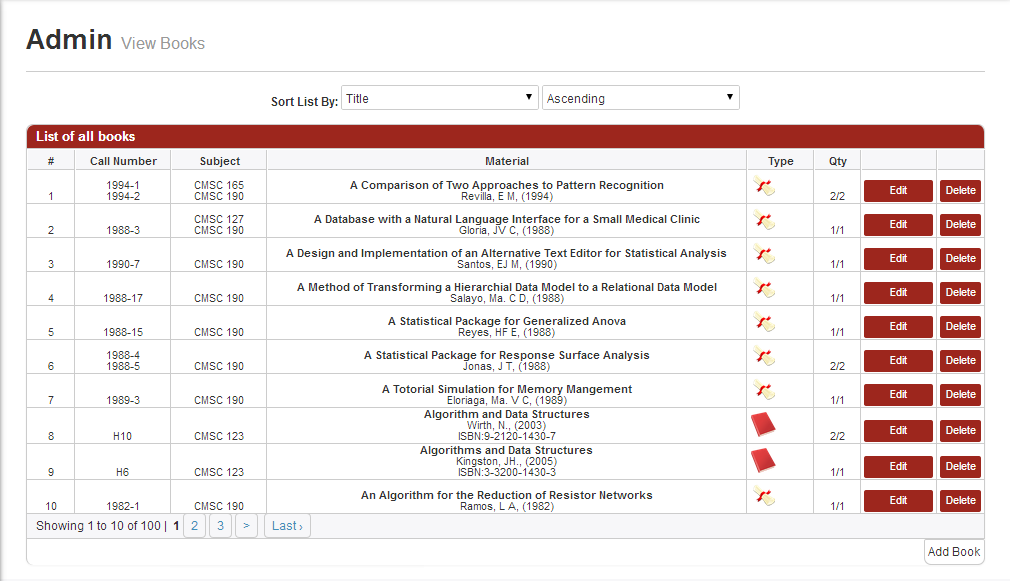 Admin View Books
Sort List By: Title Ascending
List of all books
# Call Number Subject Material Type Qty
1994-1 CMSC 165 A Comparison of Two Approaches to Pattern Recognition
1 1994-2 CMSC 190 Revilla, E M, (1994) 2/2 Edit Delete
CMSC 127 A Database with a Natural Language Interface for a Small Medical Clinic
2 1988-3 CMSC 190 Gloria, JV C, (1988) 1/1 Edit Delete
A Design and Implementation of an Alternative Text Editor for Statistical Analysis
3 1990-7 CMSC 190 Santos, EJ M, (1990) 1/1 Edit Delete
A Method of Transforming a Hierarchial Data Model to a Relational Data Model
4 1988-17 CMSC 190 Salayo, Ma. C D, (1988) 1/1 Edit Delete
A Statistical Package for Generalized Anova
5 1988-15 CMSC 190 Reyes, HF E, (1988) 1/1 Edit Delete
1988-4 A Statistical Package for Response Surface Analysis
6 1988-5 CMSC 190 Jonas, J T, (1988) 2/2 Edit Delete
A Totorial Simulation for Memory Mangement
7 1989-3 CMSC 190 Eloriaga, Ma. V C, (1989) 1/1 Edit Delete
Algorithm and Data Structures
Wirth, N., (2003)
8 H10 CMSC 123 ISBN:9-2120-1430-7 2/2 Edit Delete
Algorithms and Data Structures
Kingston, JH., (2005)
9 H6 CMSC 123 ISBN:3-3200-1430-3 1/1 Edit Delete
An Algorithm for the Reduction of Resistor Networks
10 1982-1 CMSC 190 Ramos, L A, (1982) 1/1 Edit Delete
Showing 1 to 10 of 100 | 1 2 3 > Last ›
Add Book